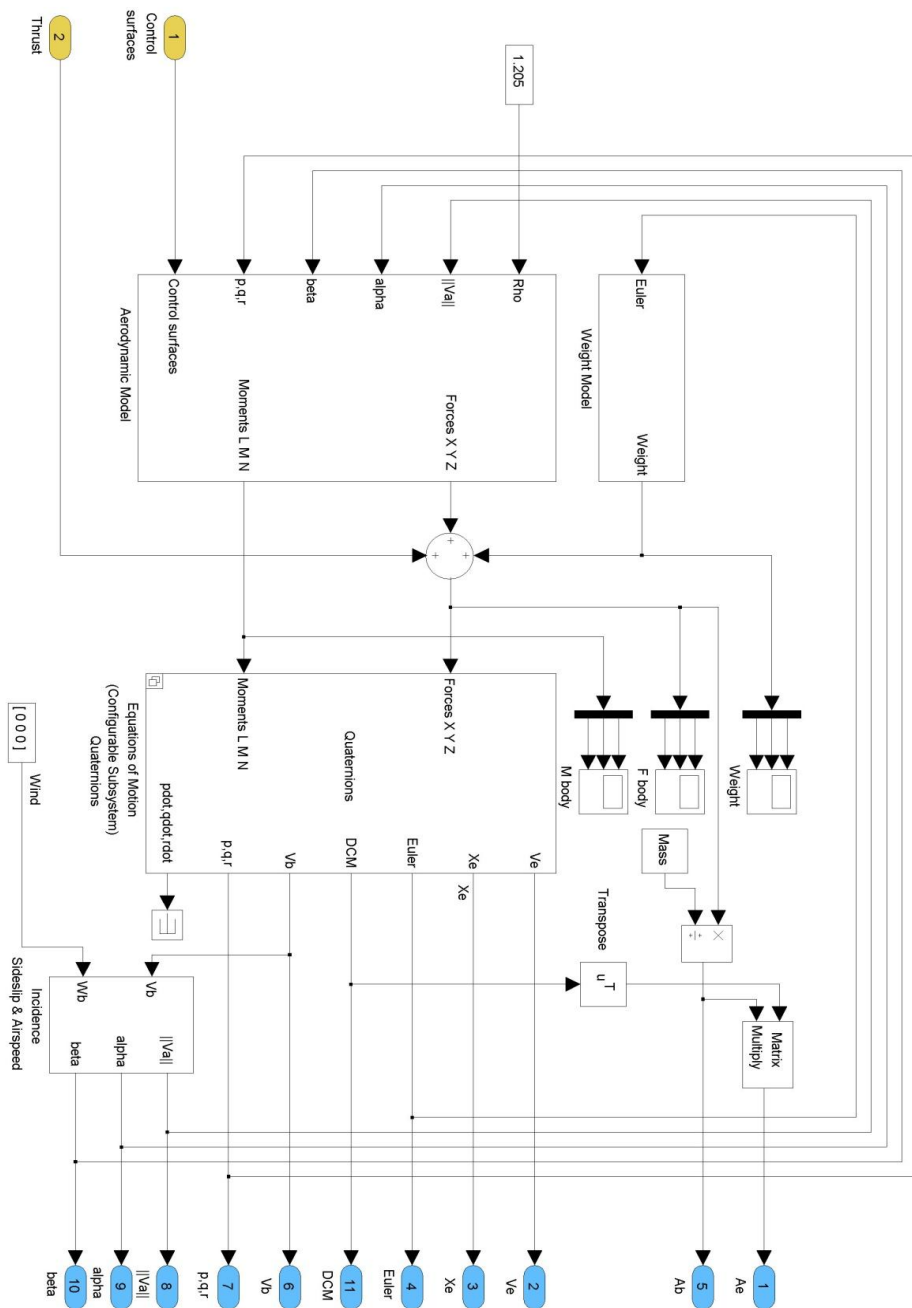 1.205
1
Control
surfaces
2
Thrust
Euler
Weight
Weight Model
Rho
||Va||
alpha
beta
p,q,r
Control surfaces
Forces X Y Z
Moments L M N
Aerodynamic Model
+
+
+
Weight
F body
M body
Mass
×
÷
Transpose
u
T
Matrix
Multiply
Forces X Y Z
Moments L M N
Quaternions
Ve
Xe
Euler
DCM
Vb
p,q,r
pdot,qdot,rdot
Xe
Equations of Motion
(Configurable Subsystem)
Quaternions
[ 0 0 0 ]
Wind
Vb
Wb
||Va||
alpha
beta
Incidence
Sideslip & Airspeed
1
Ae
5
Ab
2
Ve
3
Xe
4
Euler
11
DCM
6
Vb
7
p,q,r
8
||Va||
9
alpha
10
beta